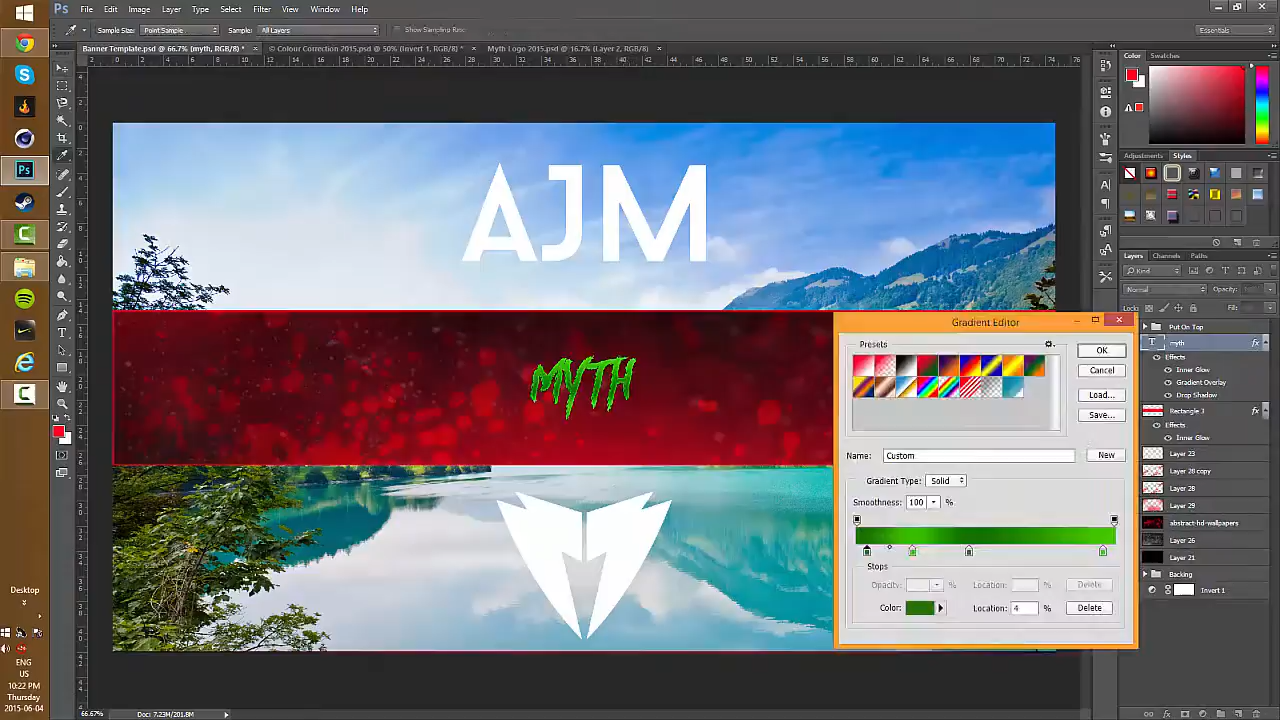 Ps File Edit Image Layer Type Select Filter View Window Help
Sample Size: Point Sample Sample: All Layers Show Sampling Ring Essentials
Banner Template.psd @ 66.7% (myth, RGB/8) * × © Colour Correction 2015.psd @ 50% (Invert 1, RGB/8) * × Myth Logo 2015.psd @ 16.7% (Layer 2, RGB/8) ×
Color Swatches
AJM
MYTH
Adjustments Styles
Layers Channels Paths
Kind
Normal Opacity:
Lock: Fill:
Put On Top
T myth fx
Effects
Inner Glow
Gradient Overlay
Drop Shadow
Rectangle 3 fx
Effects
Inner Glow
Layer 23
Layer 28 copy
Layer 28
Layer 29
abstract-hd-wallpapers
Layer 26
Layer 21
Backing
Invert 1
Gradient Editor
Presets
OK
Cancel
Load...
Save...
Name: Custom New
Gradient Type: Solid
Smoothness: 100 %
Stops
Opacity: % Location: % Delete
Color: Location: 4 % Delete
Desktop
ENG
US
10:22 PM
Thursday
2015-06-04
66.67% Doc: 7.23M/201.8M